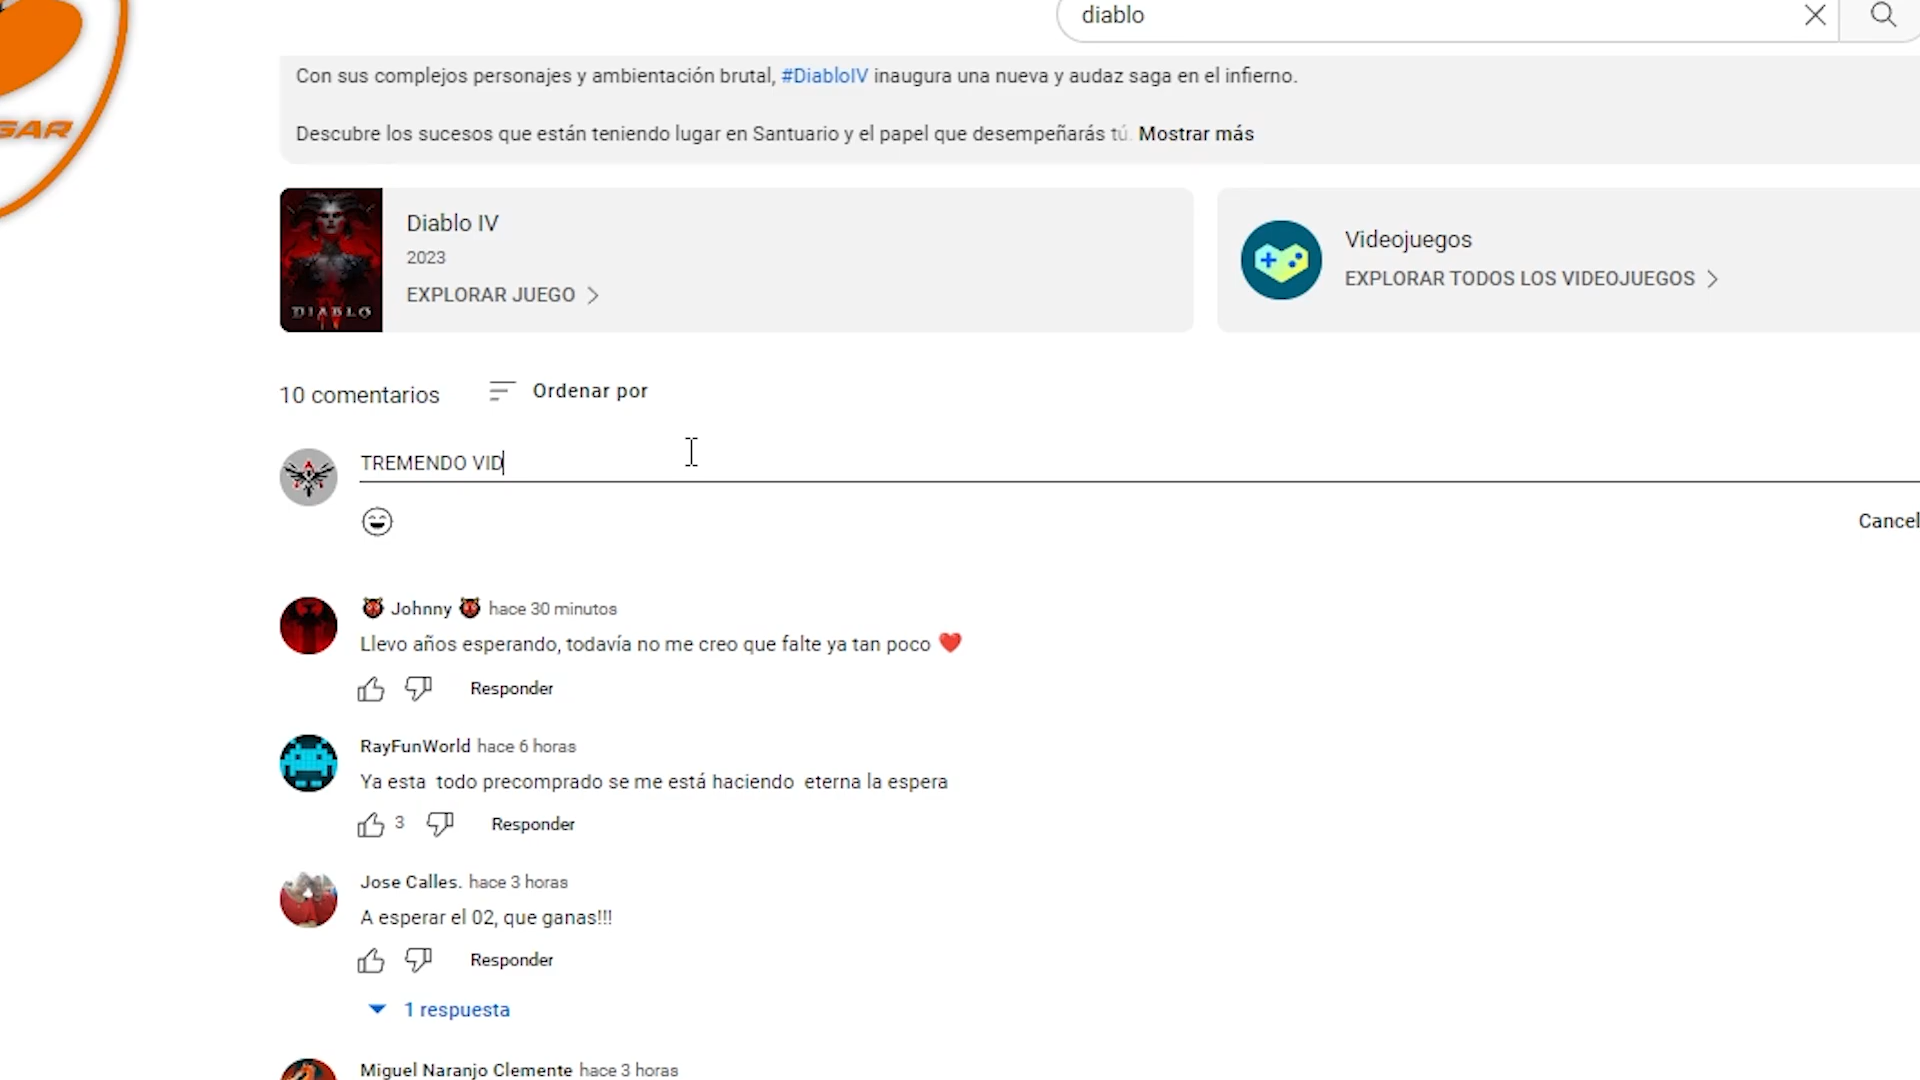 diablo
GAR
Con sus complejos personajes y ambientación brutal, #DiabloIV inaugura una nueva y audaz saga en el infierno.
Descubre los sucesos que están teniendo lugar en Santuario y el papel que desempeñarás tú. Mostrar más
Diablo IV
2023
EXPLORAR JUEGO
DIABLO
IV
Videojuegos
EXPLORAR TODOS LOS VIDEOJUEGOS
10 comentarios
Ordenar por
TREMENDO VID
Cancel
Johnny hace 30 minutos
Llevo años esperando, todavía no me creo que falte ya tan poco ❤️
Responder
RayFunWorld hace 6 horas
Ya esta todo precomprado se me está haciendo eterna la espera
3
Responder
Jose Calles. hace 3 horas
A esperar el 02, que ganas!!!
Responder
1 respuesta
Miguel Naranjo Clemente hace 3 horas